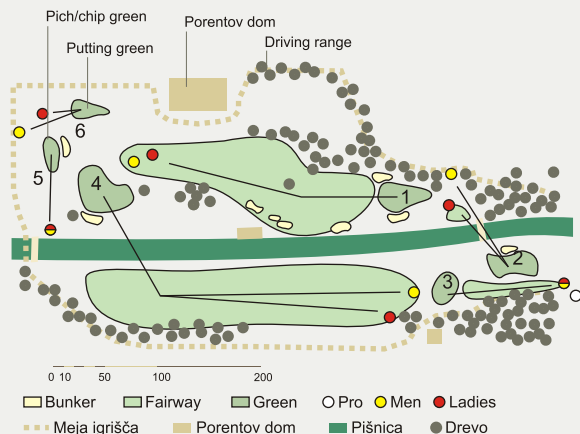 Pich/chip green
Porentov dom
Putting green
Driving range
6
5
4
1
2
3
0 10 50 100 200
Bunker Fairway Green Pro Men Ladies
Meja igrišča Porentov dom Pišnica Drevo